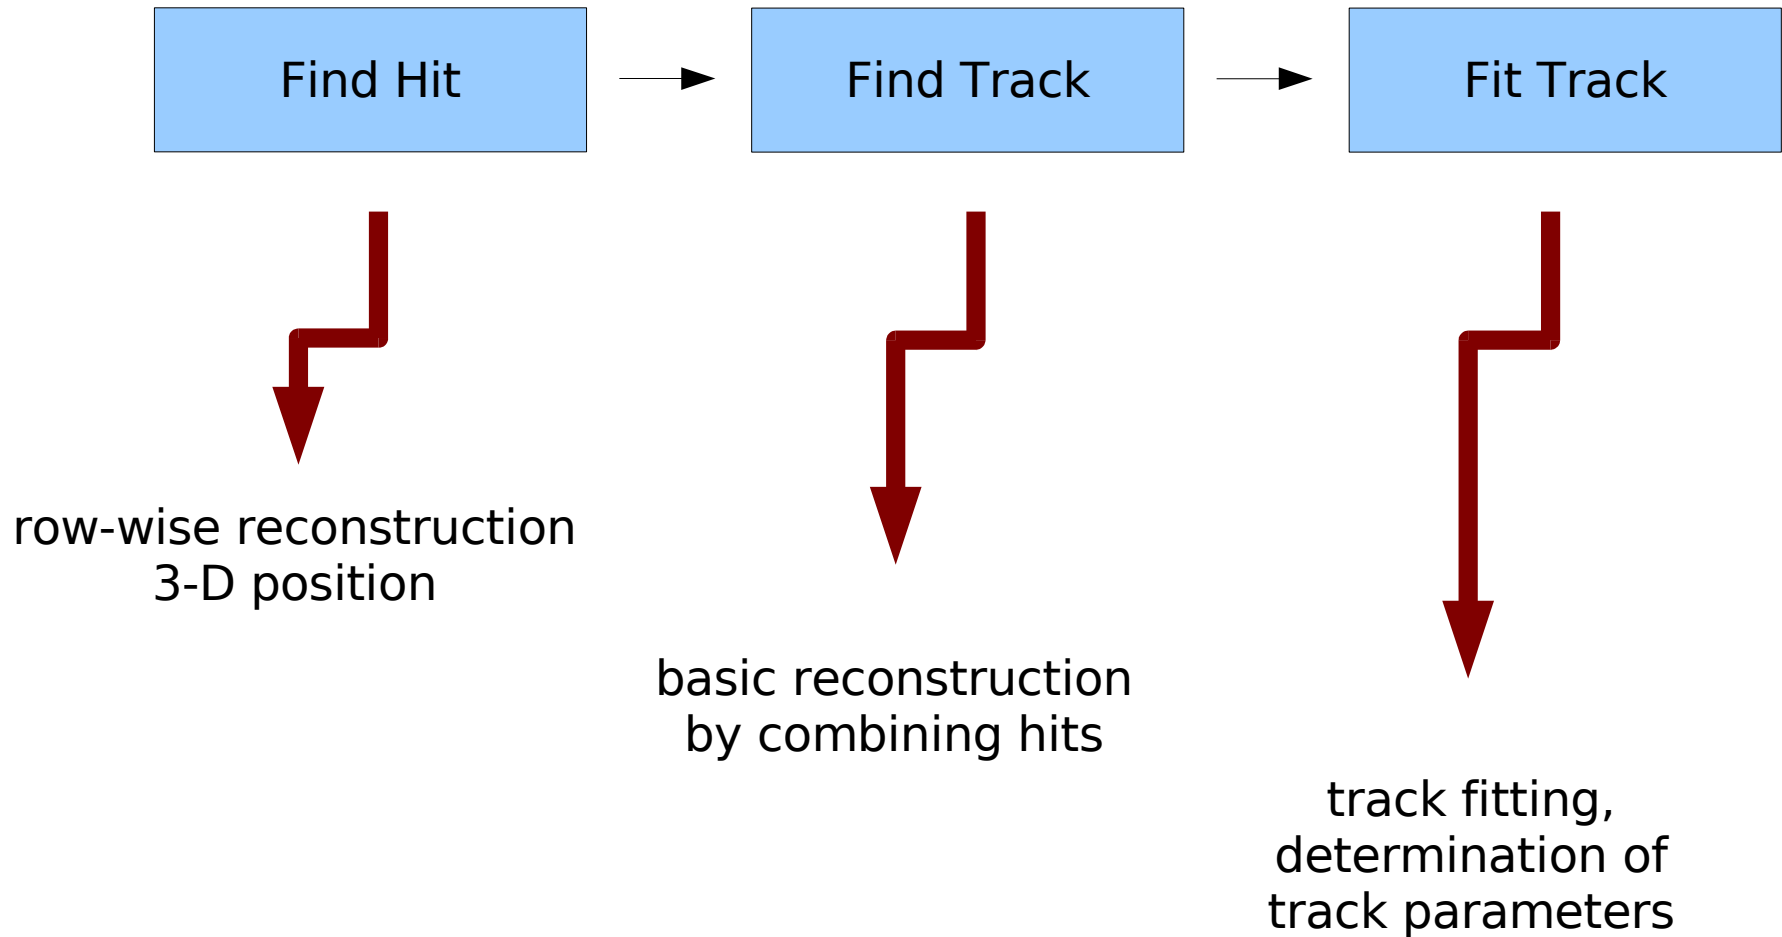 Find Hit
Find Track
Fit Track
row-wise reconstruction
3-D position
basic reconstruction
by combining hits
track fitting,
determination of
track parameters